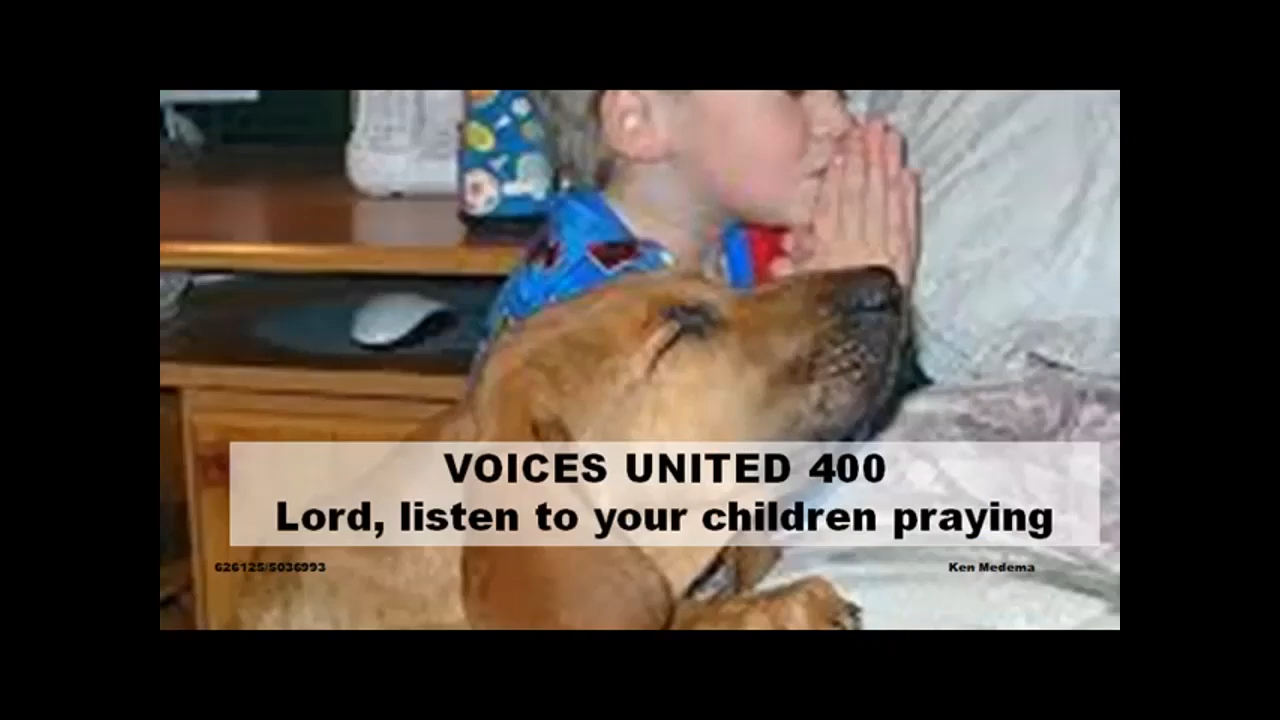 VOICES UNITED 400
Lord, listen to your children praying
626125/5036993
Ken Medema